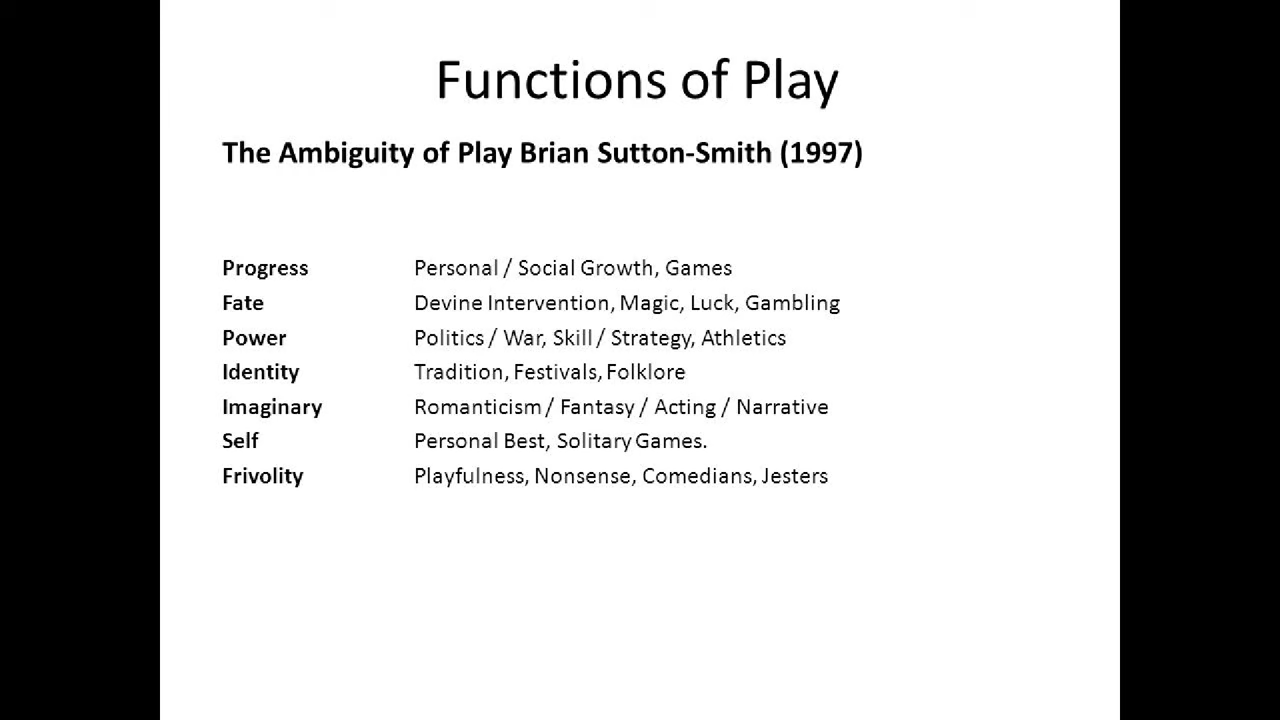 Functions of Play
The Ambiguity of Play Brian Sutton-Smith (1997)
Progress Personal / Social Growth, Games
Fate Devine Intervention, Magic, Luck, Gambling
Power Politics / War, Skill / Strategy, Athletics
Identity Tradition, Festivals, Folklore
Imaginary Romanticism / Fantasy / Acting / Narrative
Self Personal Best, Solitary Games.
Frivolity Playfulness, Nonsense, Comedians, Jesters